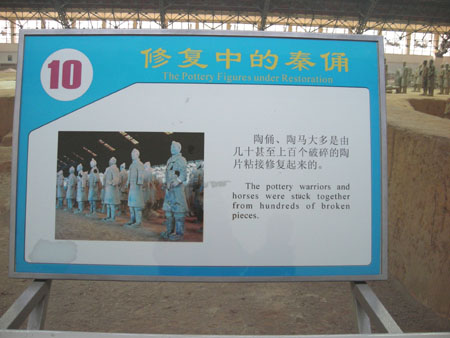 10
修复中的秦俑
The Pottery Figures under Restoration
陶俑、陶马大多是由
几十甚至上百个破碎的陶
片粘接修复起来的。
The pottery warriors and
horses were stuck together
from hundreds of broken
pieces.